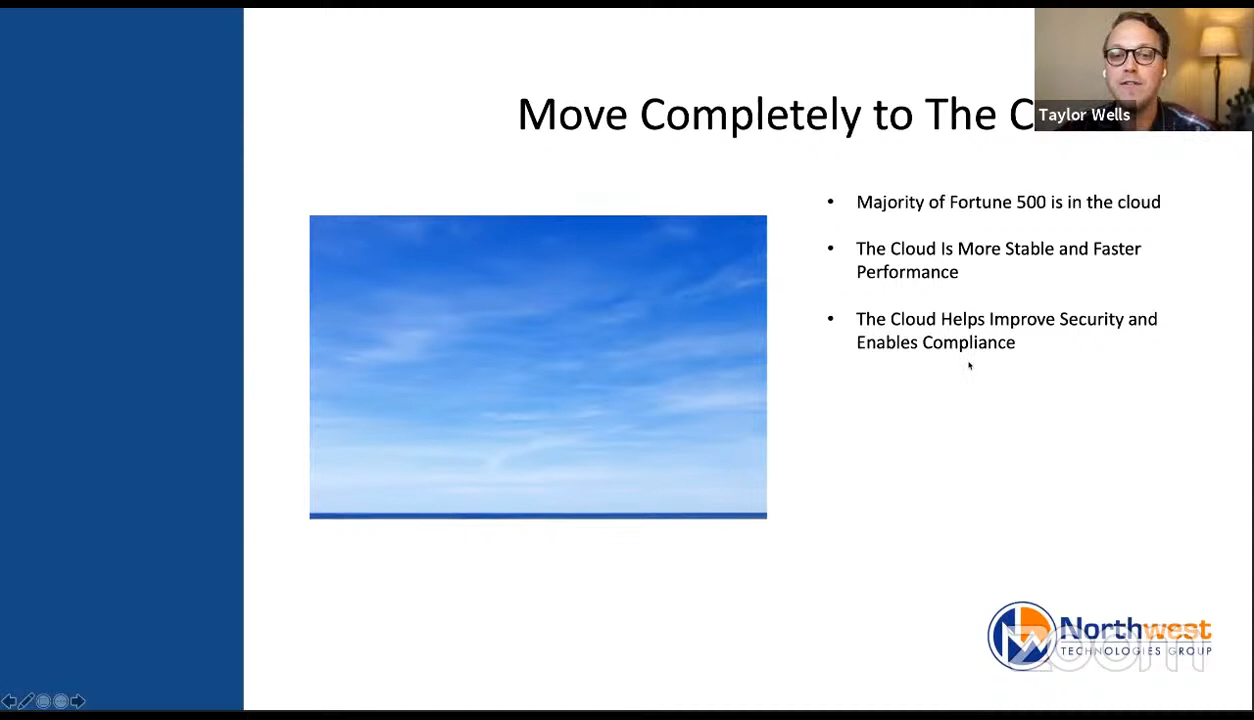 Move Completely to The C
Taylor Wells
• Majority of Fortune 500 is in the cloud
• The Cloud Is More Stable and Faster
Performance
• The Cloud Helps Improve Security and
Enables Compliance
Northwest
TECHNOLOGIES GROUP
zoom